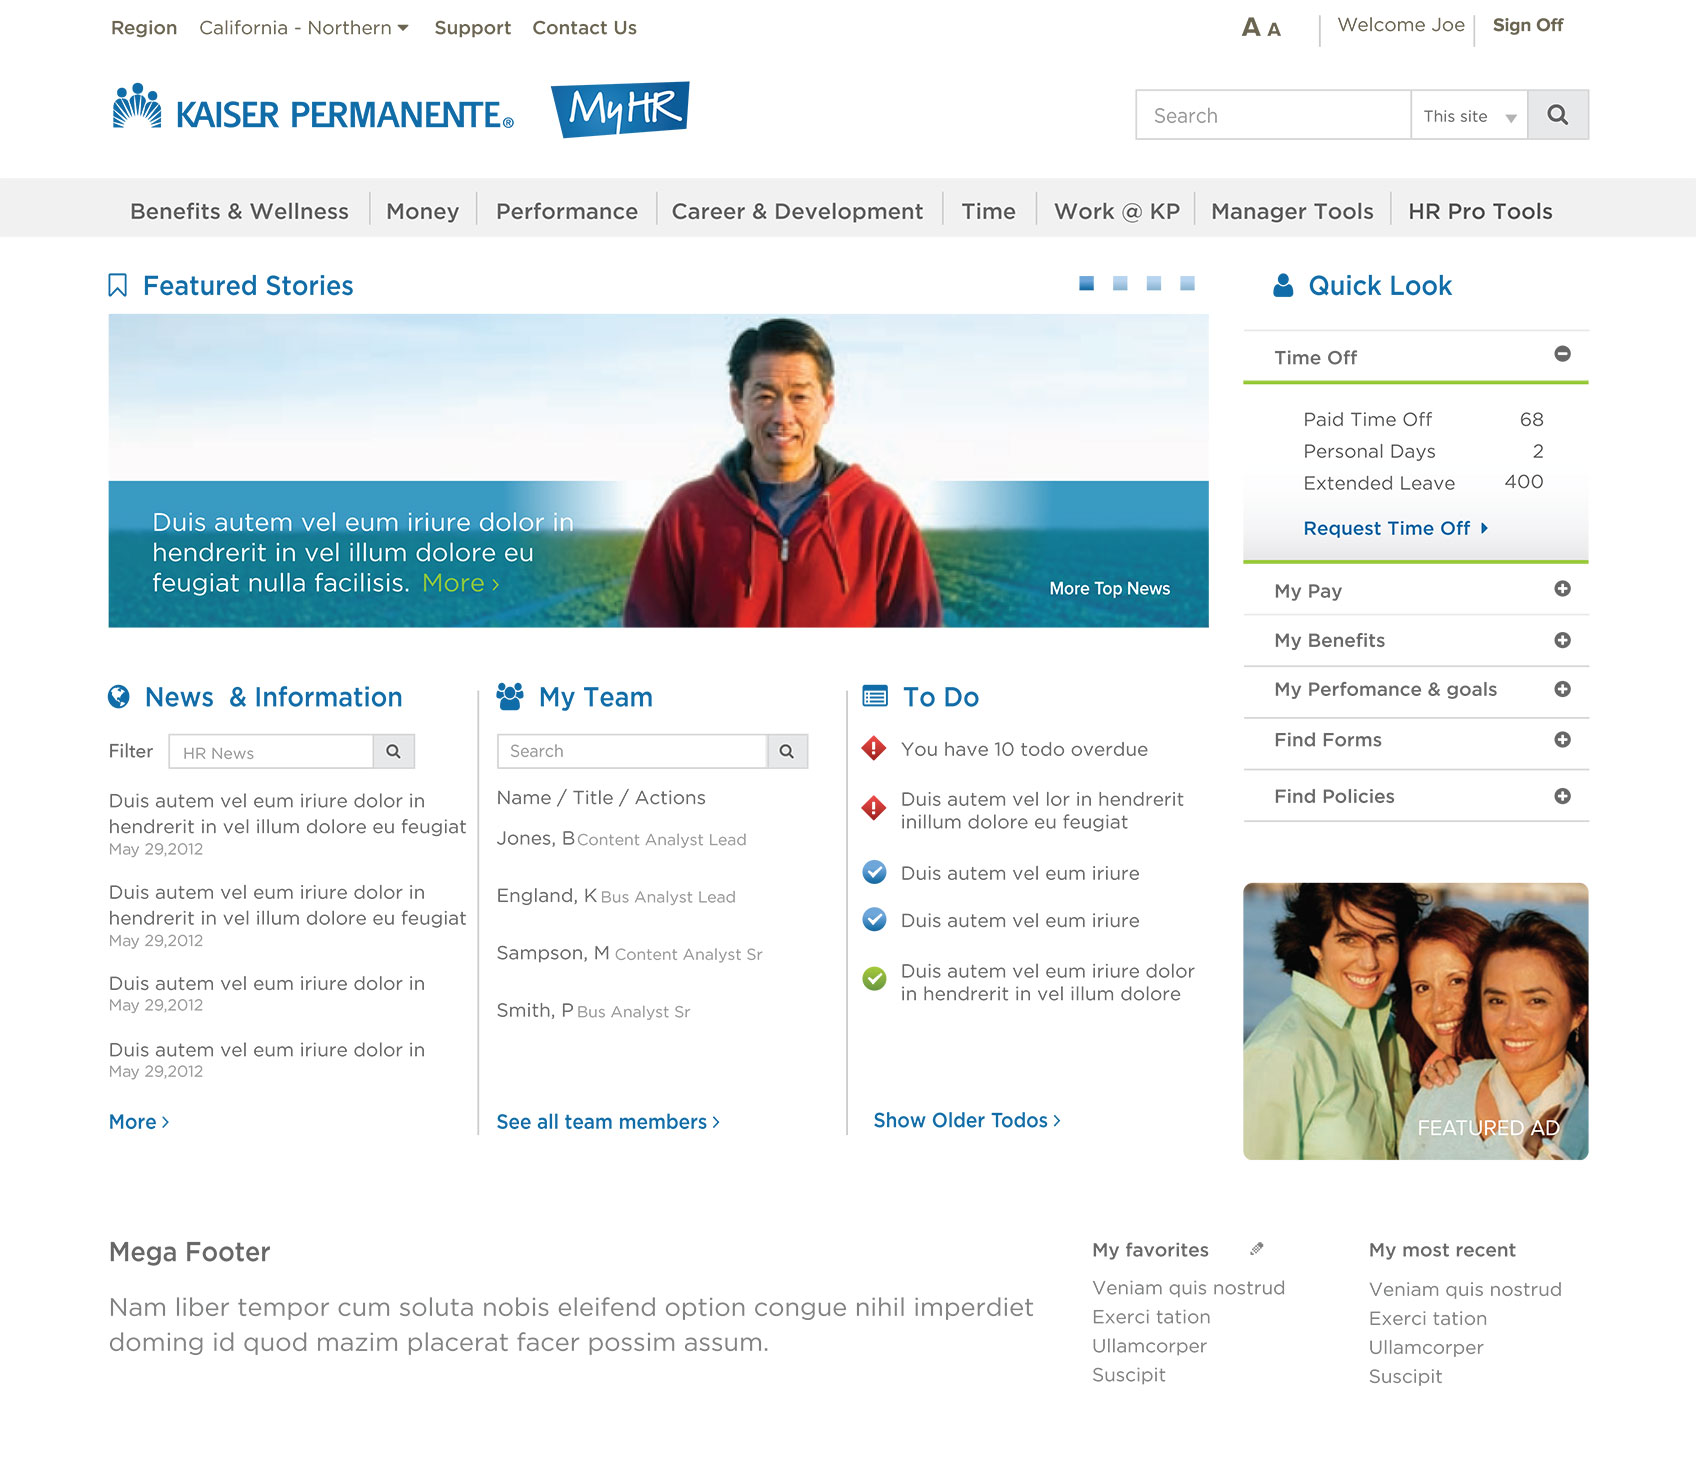 Region California - Northern Support Contact Us
A A Welcome Joe Sign Off
KAISER PERMANENTE® MyHR
Search This site
Benefits & Wellness Money Performance Career & Development Time Work @ KP Manager Tools HR Pro Tools
Featured Stories
Duis autem vel eum iriure dolor in
hendrerit in vel illum dolore eu
feugiat nulla facilisis. More ›
More Top News
Quick Look
Time Off
Paid Time Off 68
Personal Days 2
Extended Leave 400
Request Time Off
My Pay
My Benefits
My Perfomance & goals
Find Forms
Find Policies
FEATURED AD
News & Information
Filter HR News
Duis autem vel eum iriure dolor in
hendrerit in vel illum dolore eu feugiat
May 29,2012
Duis autem vel eum iriure dolor in
hendrerit in vel illum dolore eu feugiat
May 29,2012
Duis autem vel eum iriure dolor in
May 29,2012
Duis autem vel eum iriure dolor in
May 29,2012
More ›
My Team
Search
Name / Title / Actions
Jones, B Content Analyst Lead
England, K Bus Analyst Lead
Sampson, M Content Analyst Sr
Smith, P Bus Analyst Sr
See all team members ›
To Do
You have 10 todo overdue
Duis autem vel lor in hendrerit
inillum dolore eu feugiat
Duis autem vel eum iriure
Duis autem vel eum iriure
Duis autem vel eum iriure dolor
in hendrerit in vel illum dolore
Show Older Todos ›
Mega Footer
Nam liber tempor cum soluta nobis eleifend option congue nihil imperdiet
doming id quod mazim placerat facer possim assum.
My favorites
Veniam quis nostrud
Exerci tation
Ullamcorper
Suscipit
My most recent
Veniam quis nostrud
Exerci tation
Ullamcorper
Suscipit